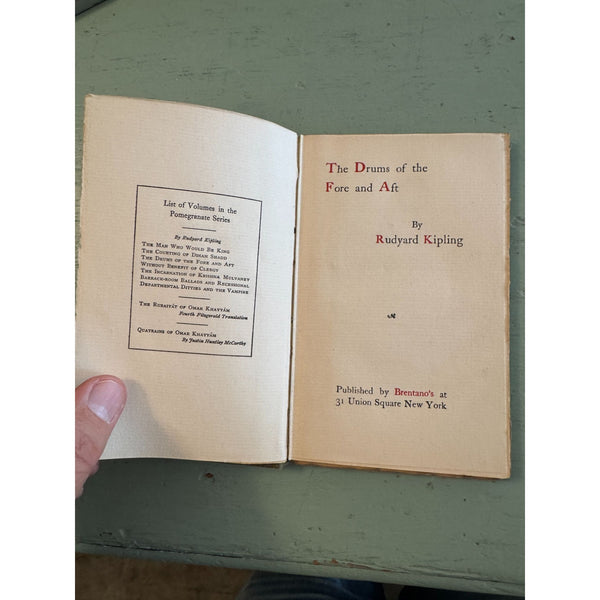 List of Volumes in the
Pomegranate Series
By Rudyard Kipling
The Man Who Would Be King
The Courting of Dinah Shadd
The Drums of the Fore and Aft
Without Benefit of Clergy
The Incarnation of Krishna Mulvaney
Barrack-Room Ballads and Recessional
Departmental Ditties and the Vampire
The Rubáiyát of Omar Khayyám
Fourth Fitzgerald Translation
Quatrains of Omar Khayyám
By Justin Huntley McCarthy
The Drums of the
Fore and Aft
By
Rudyard Kipling
Published by Brentano's at
31 Union Square New York